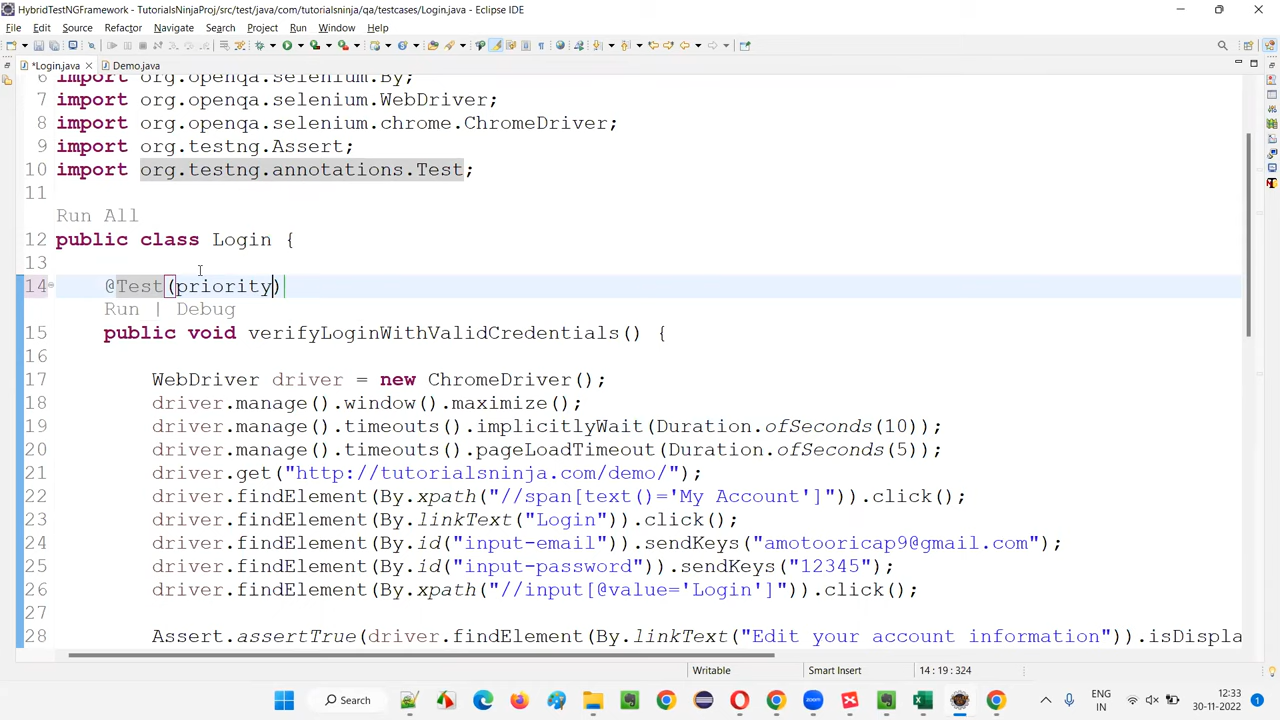 HybridTestNGFramework - TutorialsNinjaProj/src/test/java/com/tutorialsninja/qa/testcases/Login.java - Eclipse IDE
File Edit Source Refactor Navigate Search Project Run Window Help
*Login.java Demo.java
6 import org.openqa.selenium.By;
7 import org.openqa.selenium.WebDriver;
8 import org.openqa.selenium.chrome.ChromeDriver;
9 import org.testng.Assert;
10 import org.testng.annotations.Test;
11
Run All
12 public class Login {
13
14 @Test(priority)
Run | Debug
15 public void verifyLoginWithValidCredentials() {
16
17 WebDriver driver = new ChromeDriver();
18 driver.manage().window().maximize();
19 driver.manage().timeouts().implicitlyWait(Duration.ofSeconds(10));
20 driver.manage().timeouts().pageLoadTimeout(Duration.ofSeconds(5));
21 driver.get("http://tutorialsninja.com/demo/");
22 driver.findElement(By.xpath("//span[text()='My Account']")).click();
23 driver.findElement(By.linkText("Login")).click();
24 driver.findElement(By.id("input-email")).sendKeys("amotooricap9@gmail.com");
25 driver.findElement(By.id("input-password")).sendKeys("12345");
26 driver.findElement(By.xpath("//input[@value='Login']")).click();
27
28 Assert.assertTrue(driver.findElement(By.linkText("Edit your account information")).isDispla
Writable Smart Insert 14 : 19 : 324
Search ENG IN 12:33 30-11-2022 1